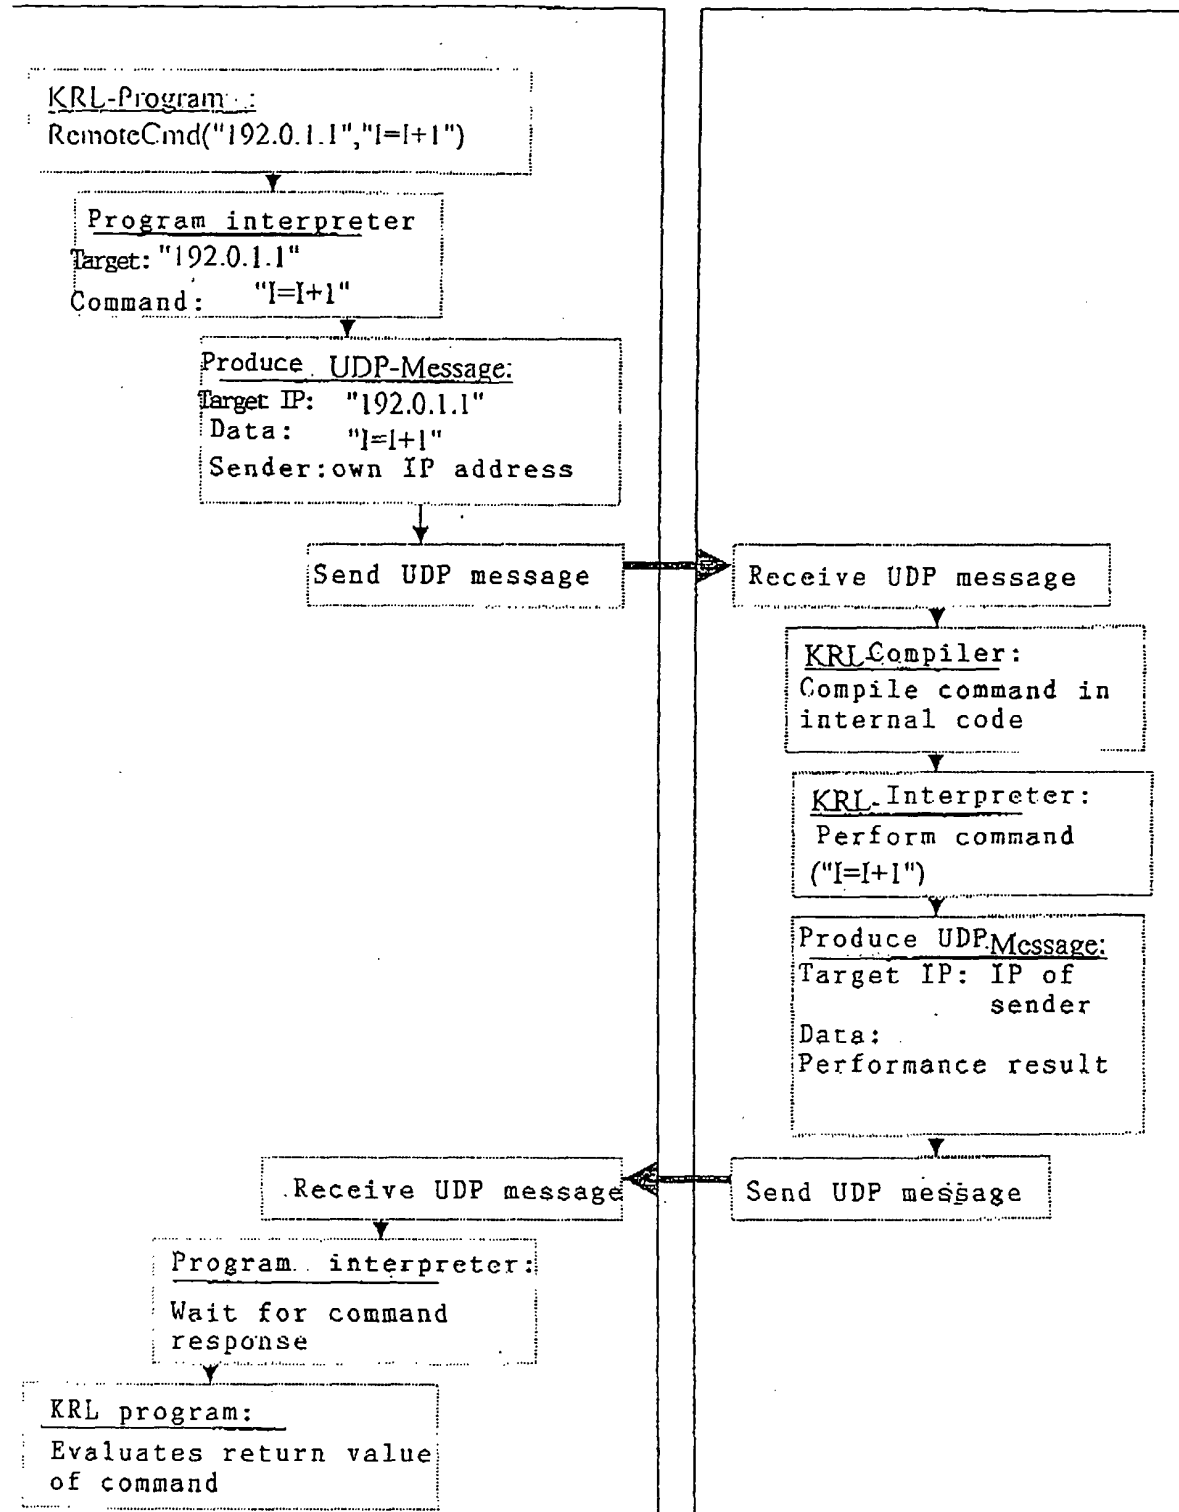 KRL-Program :
RemoteCmd("192.0.1.1","I=I+1")
Program interpreter
Target: "192.0.1.1"
Command: "I=I+1"
Produce UDP-Message:
Target IP: "192.0.1.1"
Data: "I=I+1"
Sender:own IP address
Send UDP message
Receive UDP message
KRL-Compiler:
Compile command in
internal code
KRL-Interpreter:
Perform command
("I=I+1")
Produce UDP Message:
Target IP: IP of
sender
Data:
Performance result
Send UDP message
Receive UDP message
Program interpreter:
Wait for command
response
KRL program:
Evaluates return value
of command